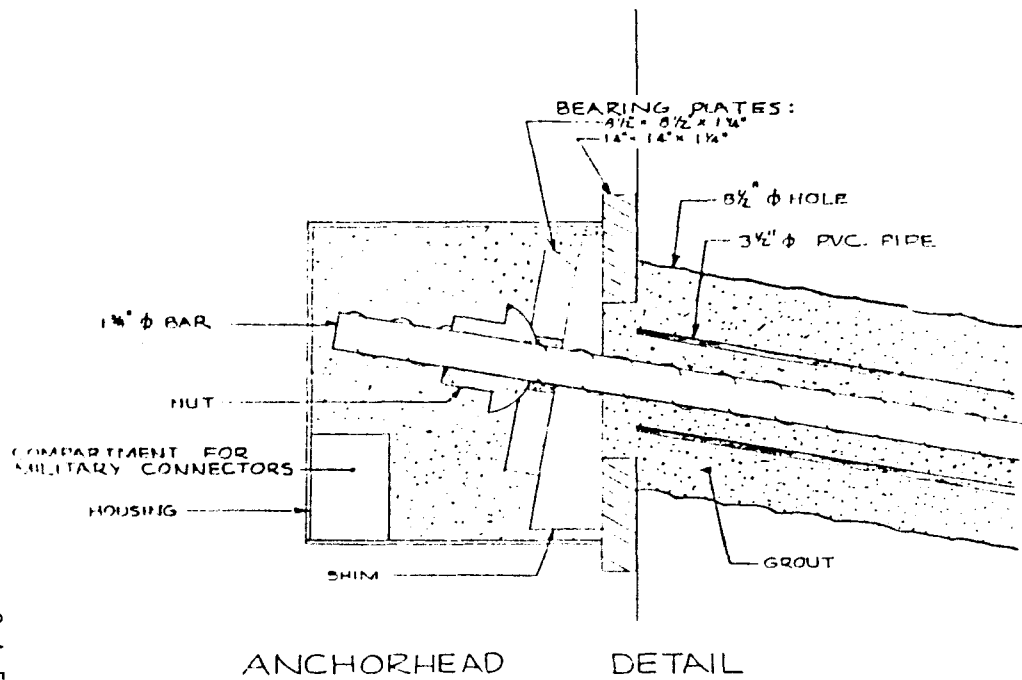 BEARING PLATES:
8½" × 8½" × 1¼"
14" × 14" × 1¼"
8½" ϕ HOLE
3½" ϕ PVC. PIPE
1¾" ϕ BAR
NUT
COMPARTMENT FOR
MILITARY CONNECTORS
HOUSING
SHIM
GROUT
ANCHORHEAD DETAIL